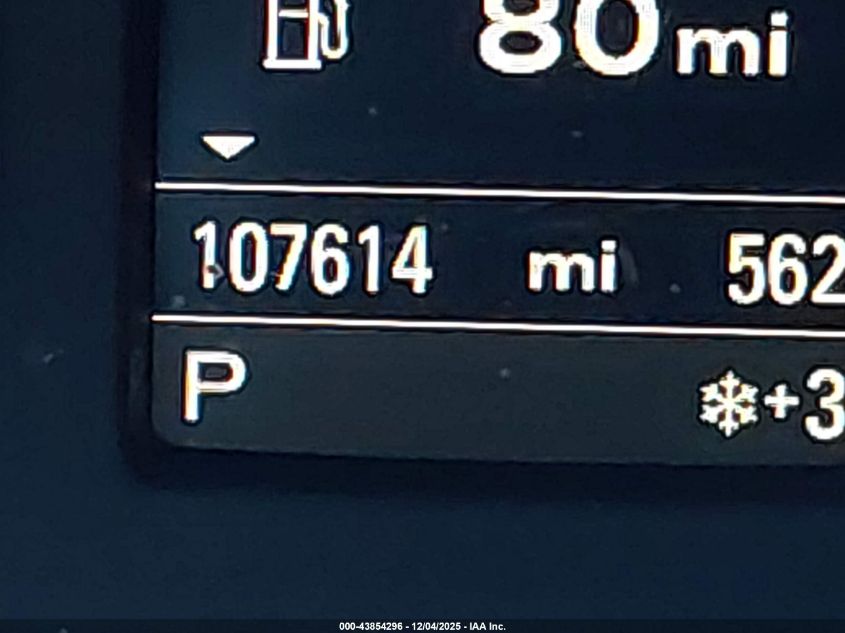 80 mi
107614 mi 562
P ❄+3
000-43854296 - 12/04/2025 - IAA Inc.